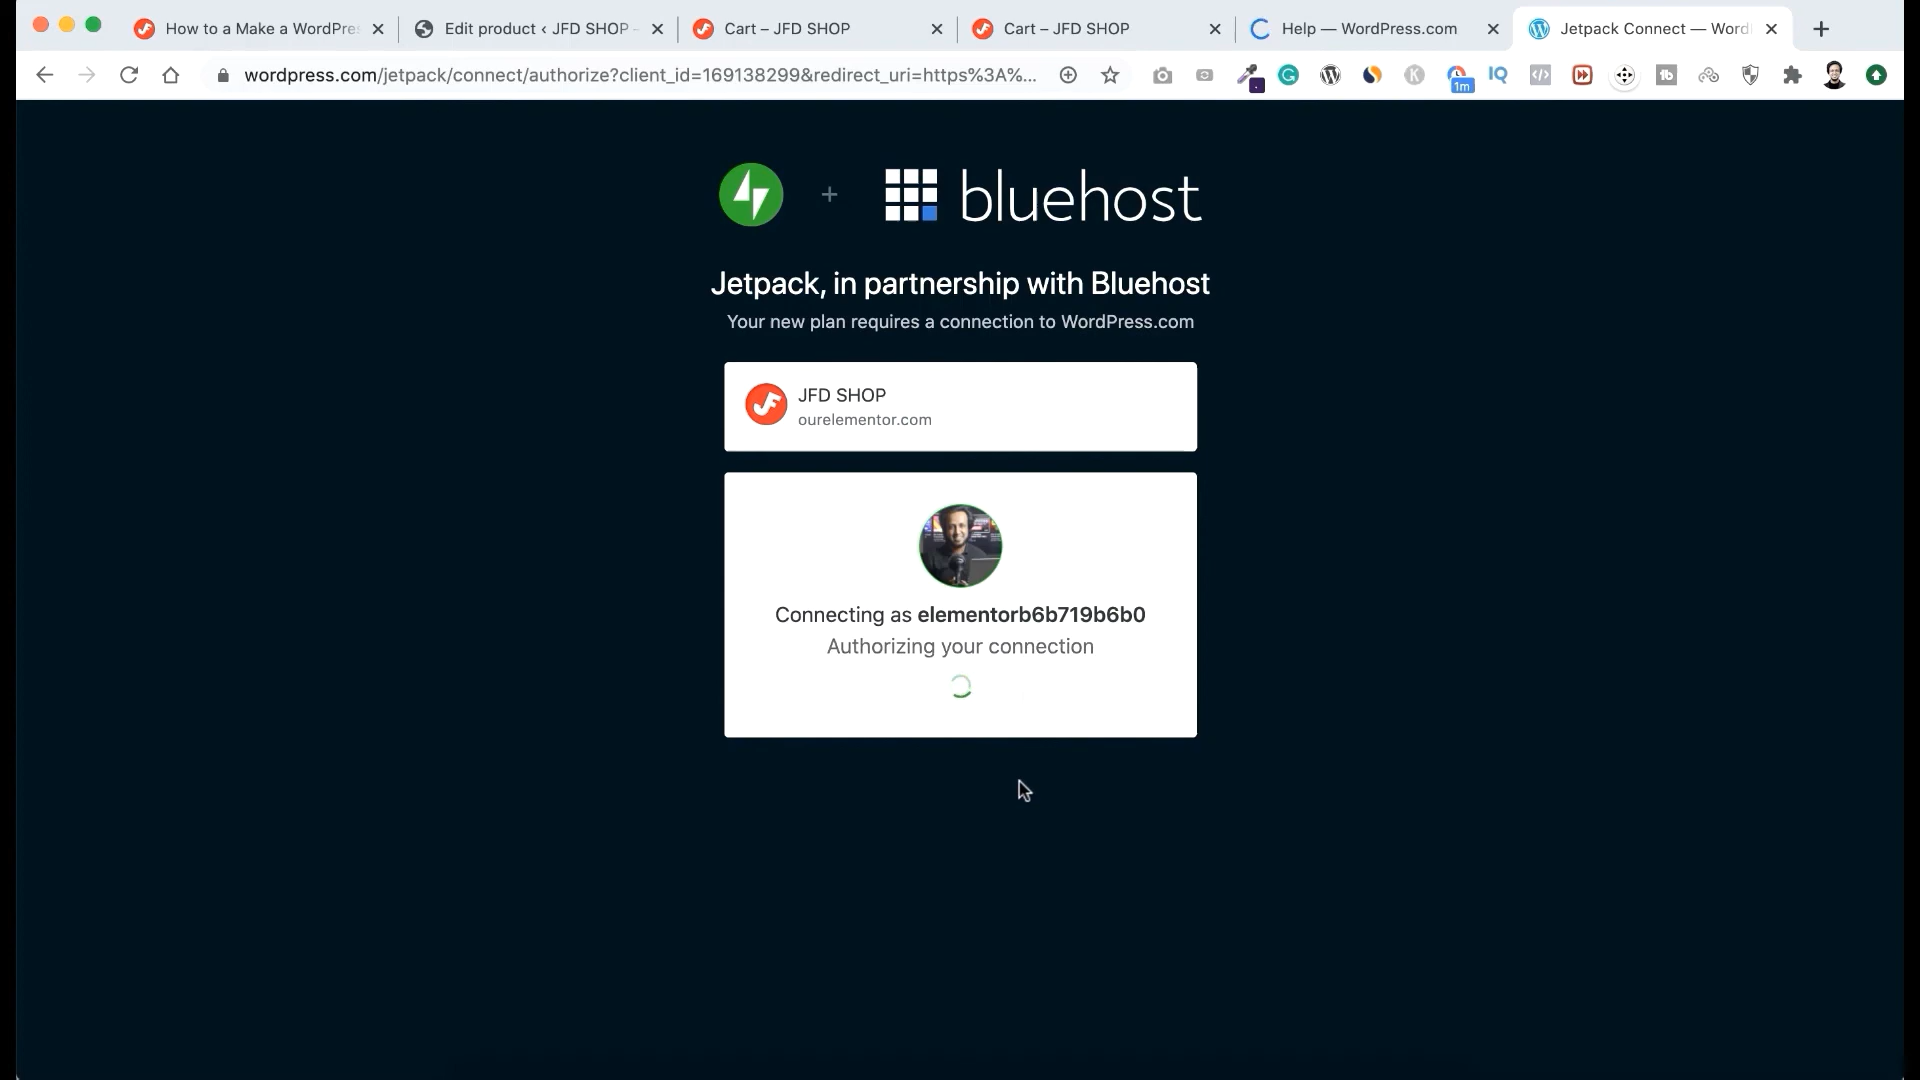 How to a Make a WordPre
Edit product ‹ JFD SHOP -
Cart – JFD SHOP
Cart – JFD SHOP
Help — WordPress.com
Jetpack Connect — Word
wordpress.com/jetpack/connect/authorize?client_id=169138299&redirect_uri=https%3A%...
1m
IQ
+ bluehost
Jetpack, in partnership with Bluehost
Your new plan requires a connection to WordPress.com
JFD SHOP
ourelementor.com
Connecting as elementorb6b719b6b0
Authorizing your connection